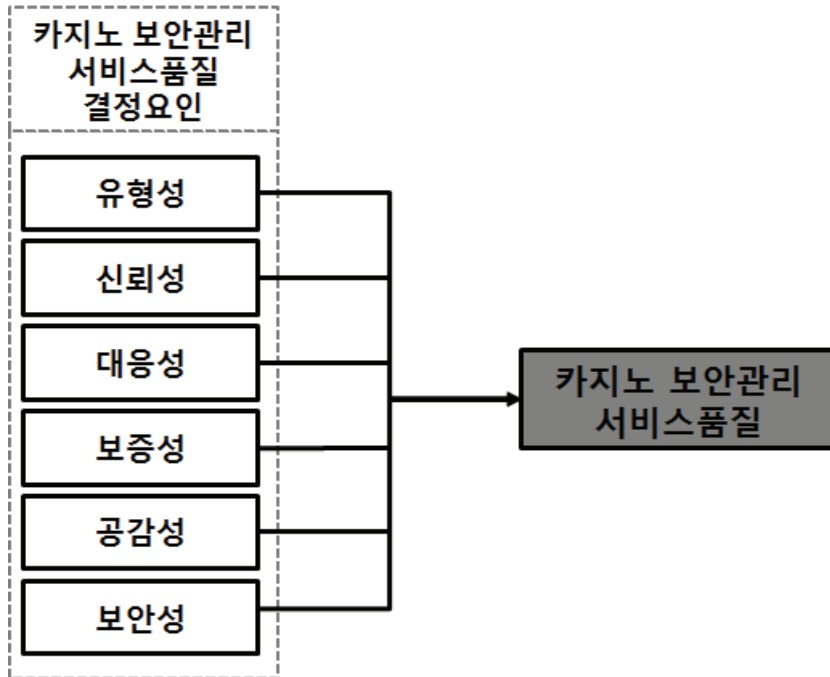 카지노 보안관리
서비스품질
결정요인
유형성
신뢰성
대응성
보증성
공감성
보안성
카지노 보안관리
서비스품질